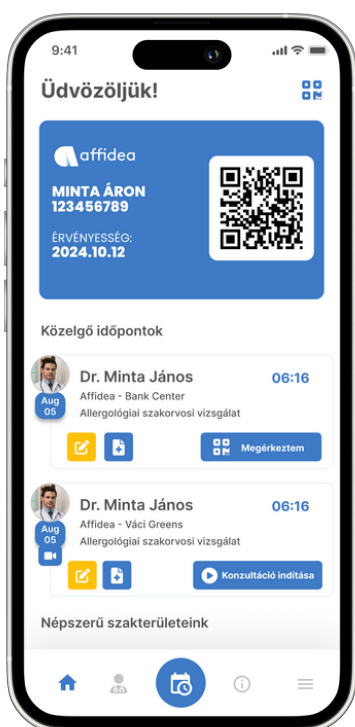 9:41
Üdvözöljük!
affidea
MINTA ÁRON
123456789
ÉRVÉNYESSÉG:
2024.10.12
Közelgő időpontok
Dr. Minta János
06:16
Affidea - Bank Center
Allergológiai szakorvosi vizsgálat
Aug
05
Megérkeztem
Dr. Minta János
06:16
Affidea - Váci Greens
Allergológiai szakorvosi vizsgálat
Aug
05
Konzultáció indítása
Népszerű szakterületeink